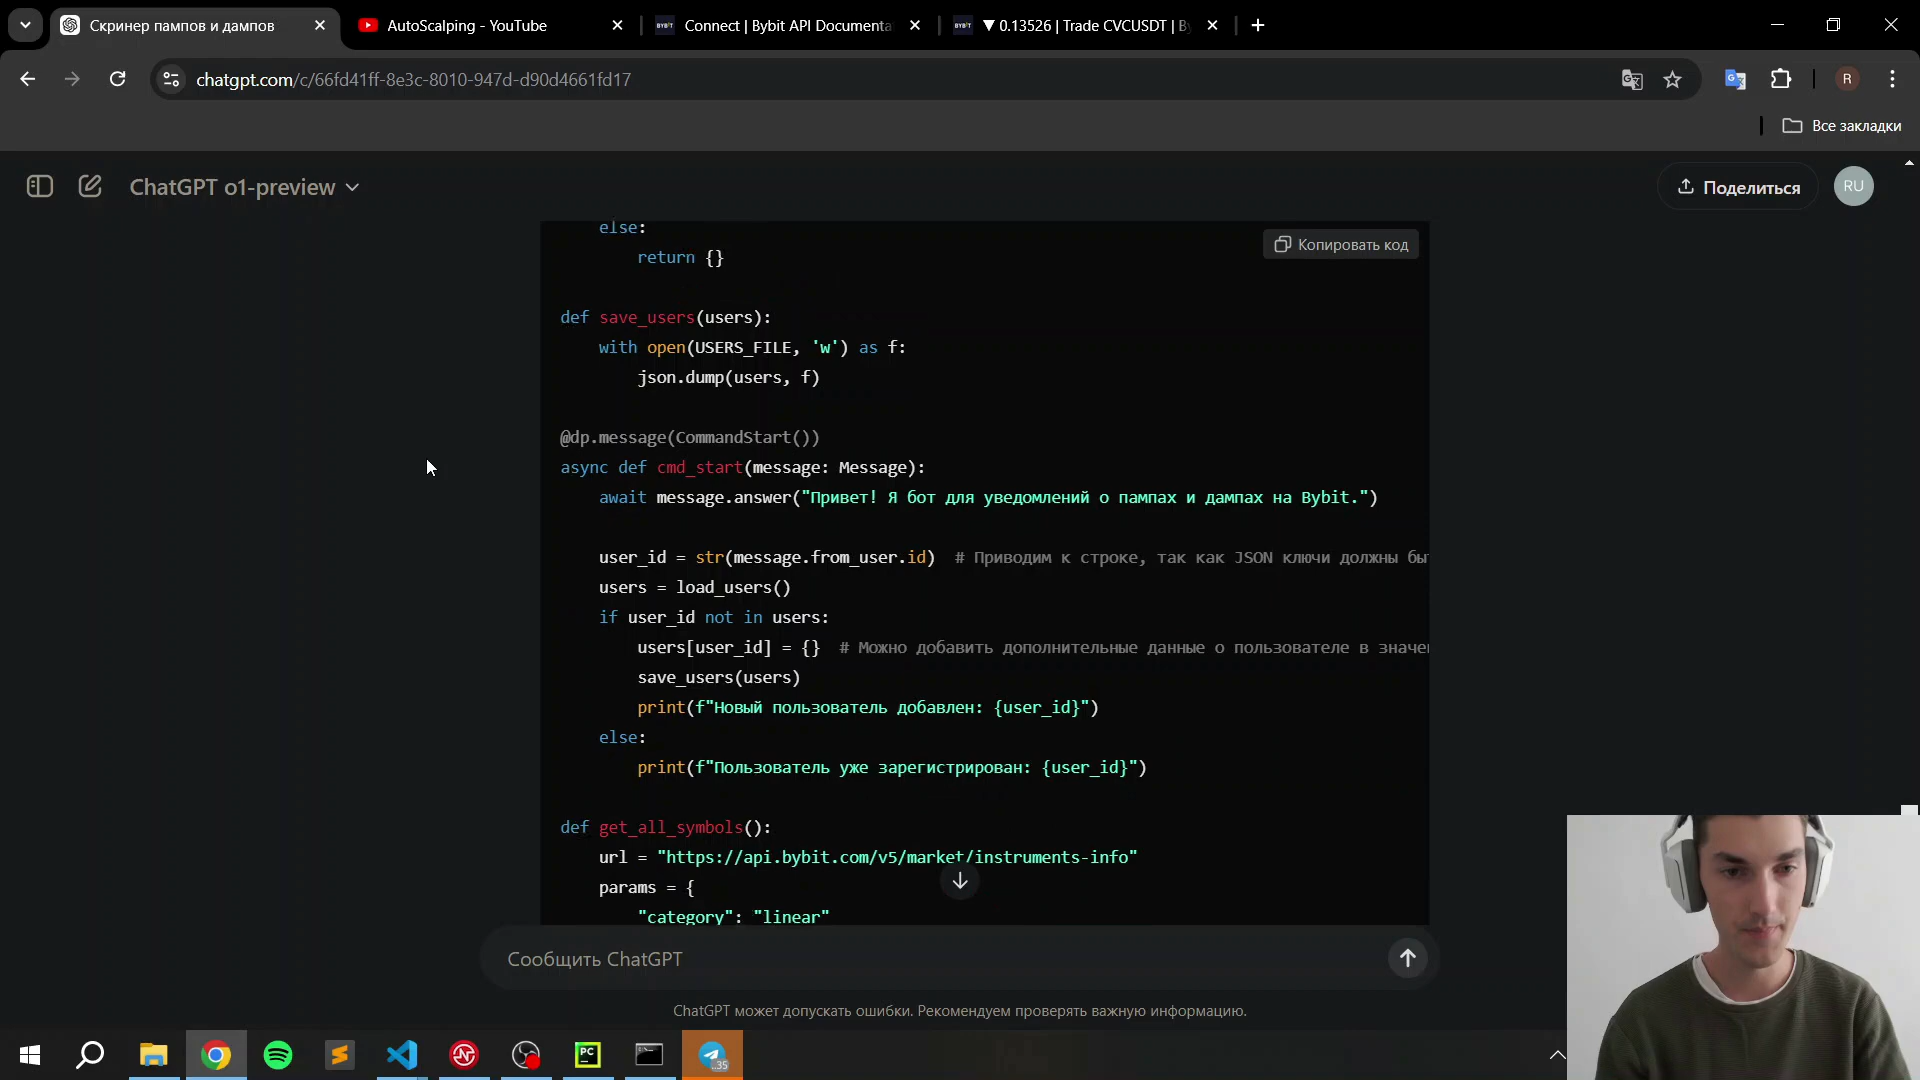 Скринер пампов и дампов
AutoScalping - YouTube
Connect | Bybit API Documenta
▼ 0.13526 | Trade CVCUSDT | By
chatgpt.com/c/66fd41ff-8e3c-8010-947d-d90d4661fd17
R
Все закладки
ChatGPT o1-preview
Поделиться
RU
Копировать код
else:
return {}
def save_users(users):
with open(USERS_FILE, 'w') as f:
json.dump(users, f)
@dp.message(CommandStart())
async def cmd_start(message: Message):
await message.answer("Привет! Я бот для уведомлений о пампах и дампах на Bybit.")
user_id = str(message.from_user.id)  # Приводим к строке, так как JSON ключи должны бы
users = load_users()
if user_id not in users:
users[user_id] = {}  # Можно добавить дополнительные данные о пользователе в значе
save_users(users)
print(f"Новый пользователь добавлен: {user_id}")
else:
print(f"Пользователь уже зарегистрирован: {user_id}")
def get_all_symbols():
url = "https://api.bybit.com/v5/market/instruments-info"
params = {
"category": "linear"
Сообщить ChatGPT
ChatGPT может допускать ошибки. Рекомендуем проверять важную информацию.
PC
..35